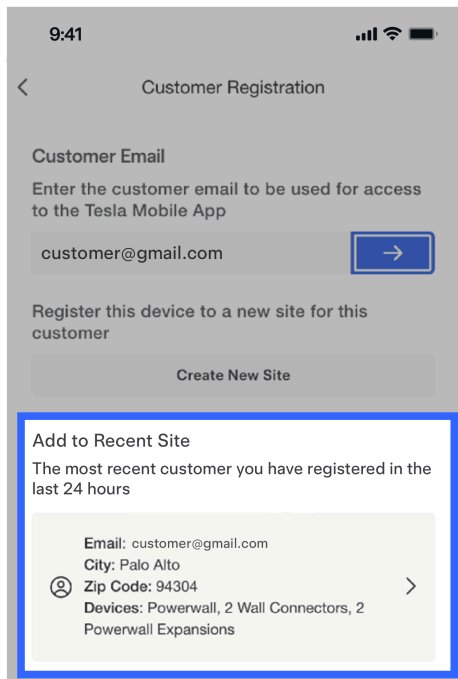 9:41
Customer Registration
Customer Email
Enter the customer email to be used for access
to the Tesla Mobile App
customer@gmail.com
Register this device to a new site for this
customer
Create New Site
Add to Recent Site
The most recent customer you have registered in the
last 24 hours
Email: customer@gmail.com
City: Palo Alto
Zip Code: 94304
Devices: Powerwall, 2 Wall Connectors, 2
Powerwall Expansions